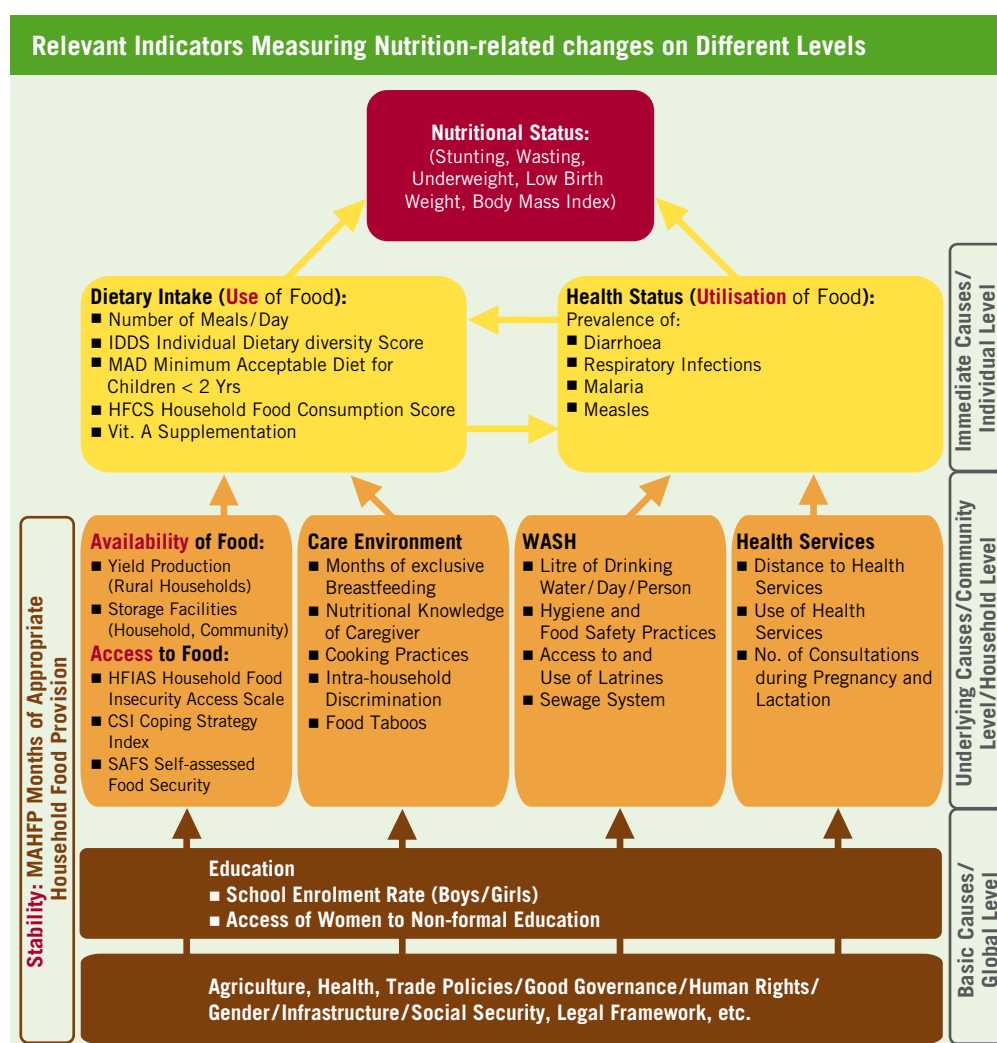 Relevant Indicators Measuring Nutrition-related changes on Different Levels
Nutritional Status:
(Stunting, Wasting,
Underweight, Low Birth
Weight, Body Mass Index)
Dietary Intake (Use of Food):
■ Number of Meals/Day
■ IDDS Individual Dietary diversity Score
■ MAD Minimum Acceptable Diet for
Children < 2 Yrs
■ HFCS Household Food Consumption Score
■ Vit. A Supplementation
Health Status (Utilisation of Food):
Prevalence of:
■ Diarrhoea
■ Respiratory Infections
■ Malaria
■ Measles
Immediate Causes/
Individual Level
Availability of Food:
■ Yield Production
(Rural Households)
■ Storage Facilities
(Household, Community)
Access to Food:
■ HFIAS Household Food
Insecurity Access Scale
■ CSI Coping Strategy
Index
■ SAFS Self-assessed
Food Security
Care Environment
■ Months of exclusive
Breastfeeding
■ Nutritional Knowledge
of Caregiver
■ Cooking Practices
■ Intra-household
Discrimination
■ Food Taboos
WASH
■ Litre of Drinking
Water/Day/Person
■ Hygiene and
Food Safety Practices
■ Access to and
Use of Latrines
■ Sewage System
Health Services
■ Distance to Health
Services
■ Use of Health
Services
■ No. of Consultations
during Pregnancy and
Lactation
Underlying Causes/Community
Level/Household Level
Stability: MAHFP Months of Appropriate
Household Food Provision
Education
■ School Enrolment Rate (Boys/Girls)
■ Access of Women to Non-formal Education
Agriculture, Health, Trade Policies/Good Governance/Human Rights/
Gender/Infrastructure/Social Security, Legal Framework, etc.
Basic Causes/
Global Level